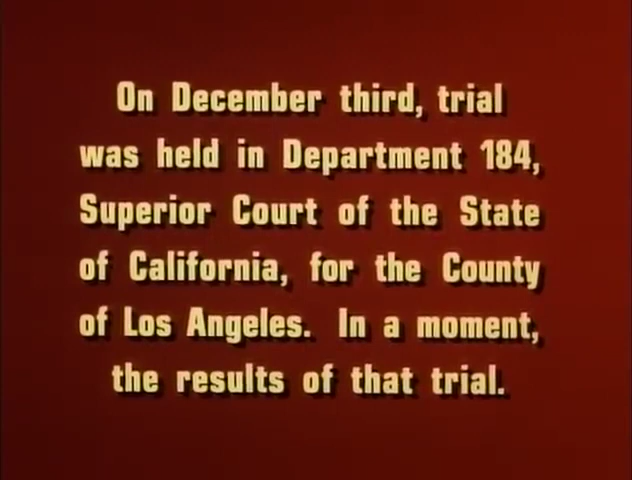 On December third, trial
was held in Department 184,
Superior Court of the State
of California, for the County
of Los Angeles. In a moment,
the results of that trial.